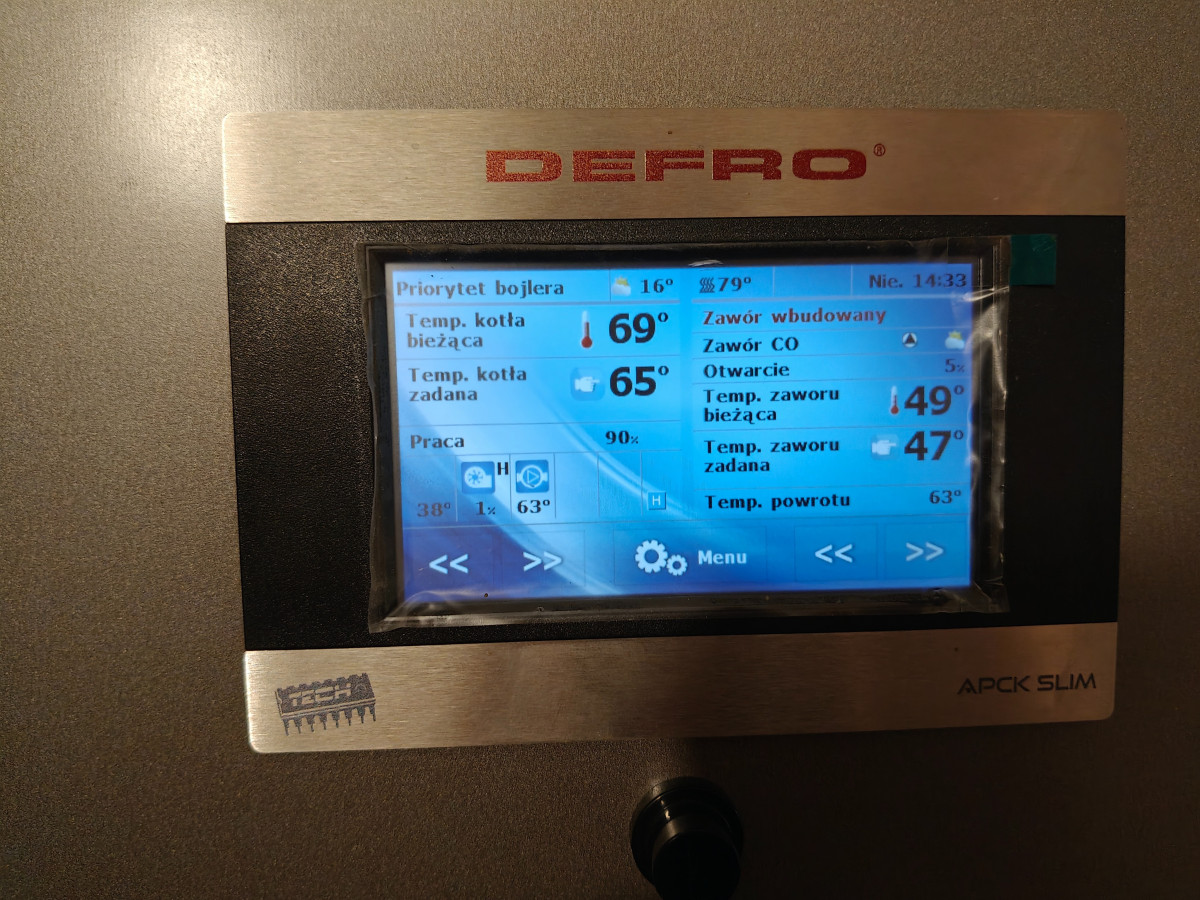 DEFRO®
Priorytet bojlera 16°
79° Nie. 14:33
Temp. kotła
bieżąca 69°
Temp. kotła
zadana 65°
Praca 90%
H
38° 1% 63° H
Zawór wbudowany
Zawór CO
Otwarcie 5%
Temp. zaworu
bieżąca 49°
Temp. zaworu
zadana 47°
Temp. powrotu 63°
<< >> Menu << >>
TECH
APCK SLIM